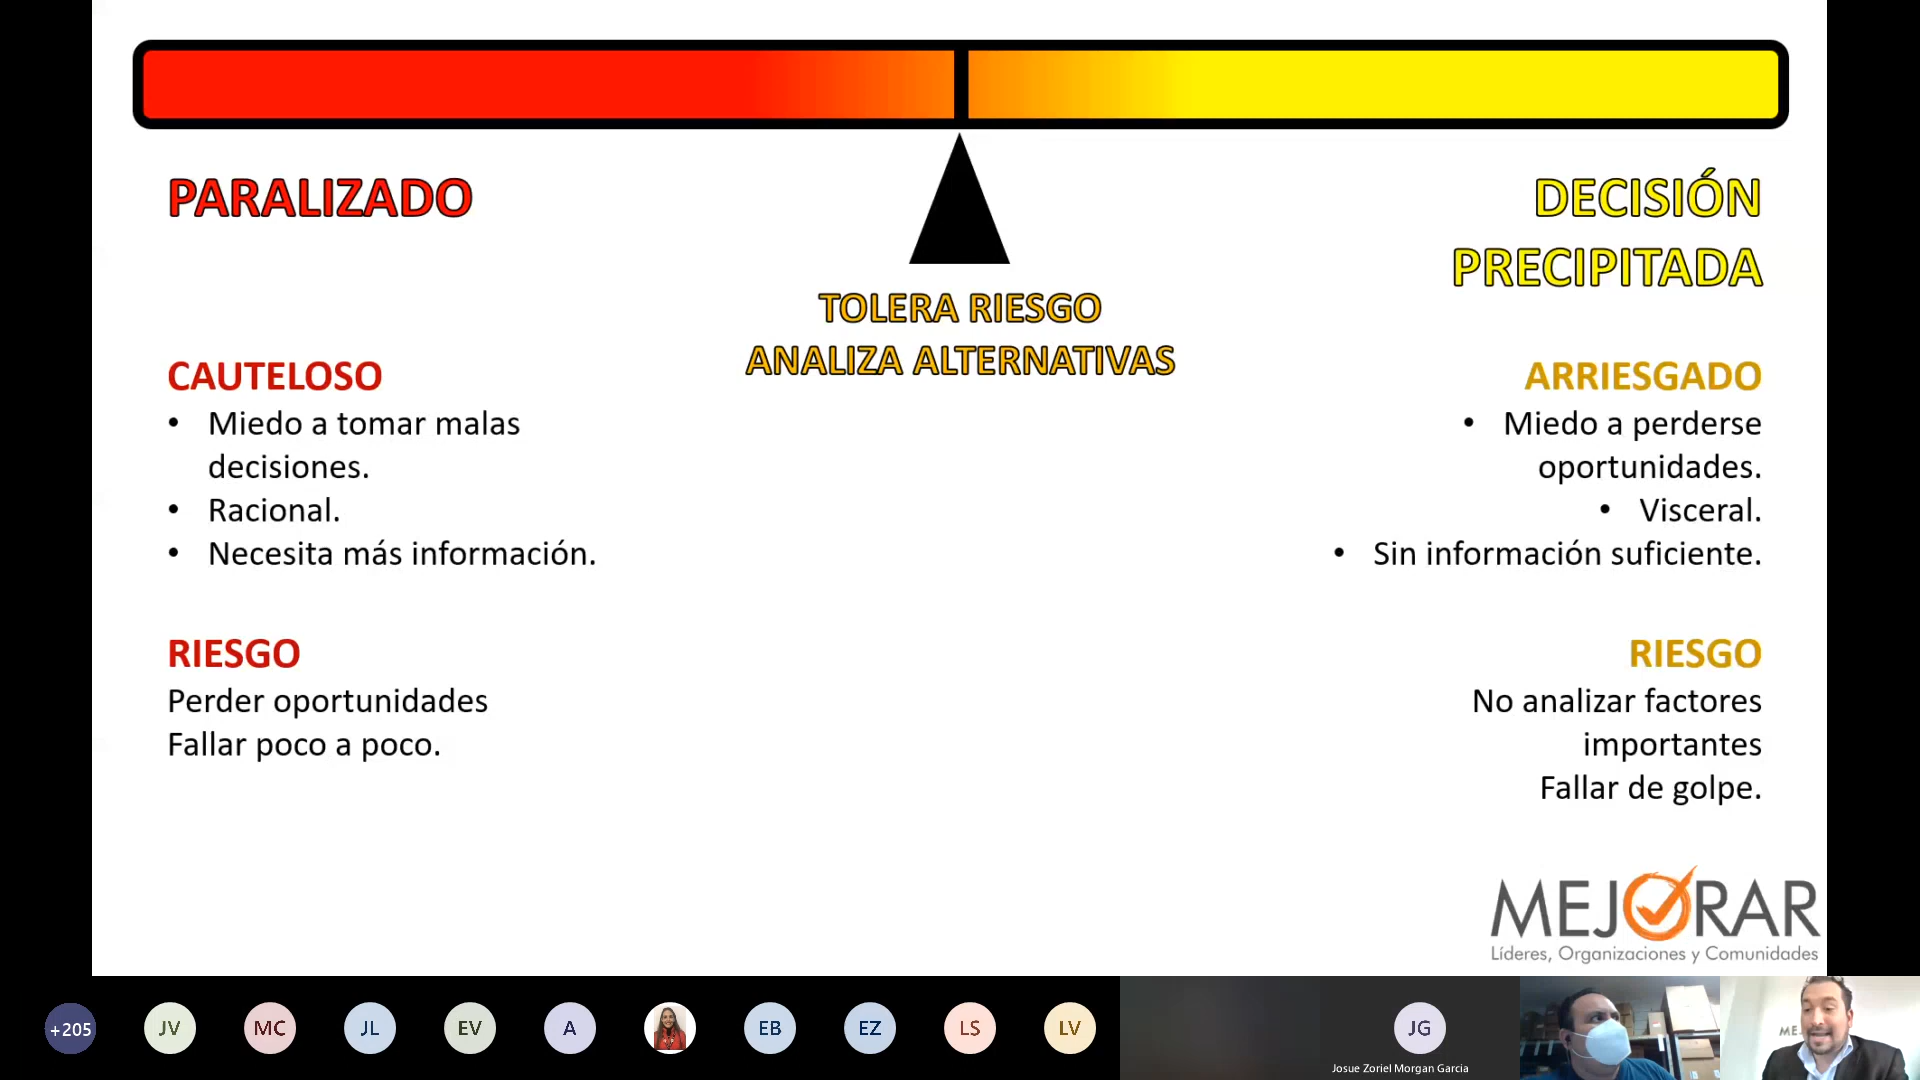 PARALIZADO
CAUTELOSO
• Miedo a tomar malas
decisiones.
• Racional.
• Necesita más información.
RIESGO
Perder oportunidades
Fallar poco a poco.
TOLERA RIESGO
ANALIZA ALTERNATIVAS
DECISIÓN
PRECIPITADA
ARRIESGADO
• Miedo a perderse
oportunidades.
• Visceral.
• Sin información suficiente.
RIESGO
No analizar factores
importantes
Fallar de golpe.
MEJORAR
Líderes, Organizaciones y Comunidades
+205
JV
MC
JL
EV
A
EB
EZ
LS
LV
JG
Josue Zoriel Morgan Garcia